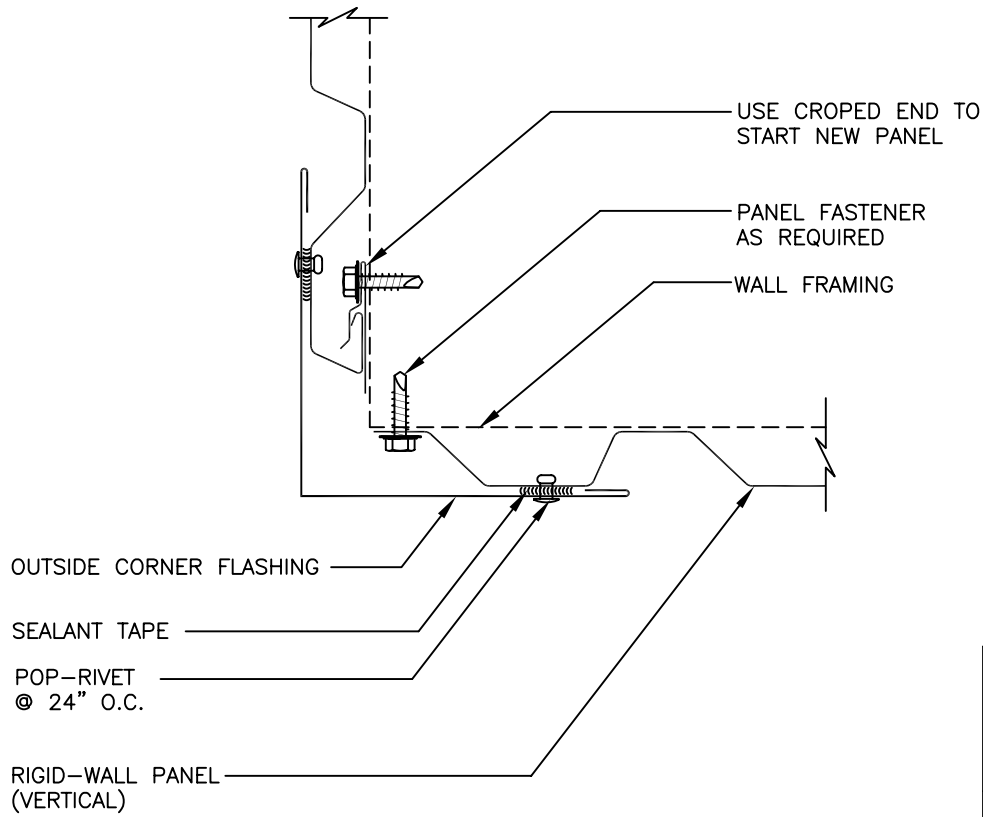 USE CROPED END TO
START NEW PANEL
PANEL FASTENER
AS REQUIRED
WALL FRAMING
OUTSIDE CORNER FLASHING
SEALANT TAPE
POP–RIVET
@ 24" O.C.
RIGID–WALL PANEL
(VERTICAL)